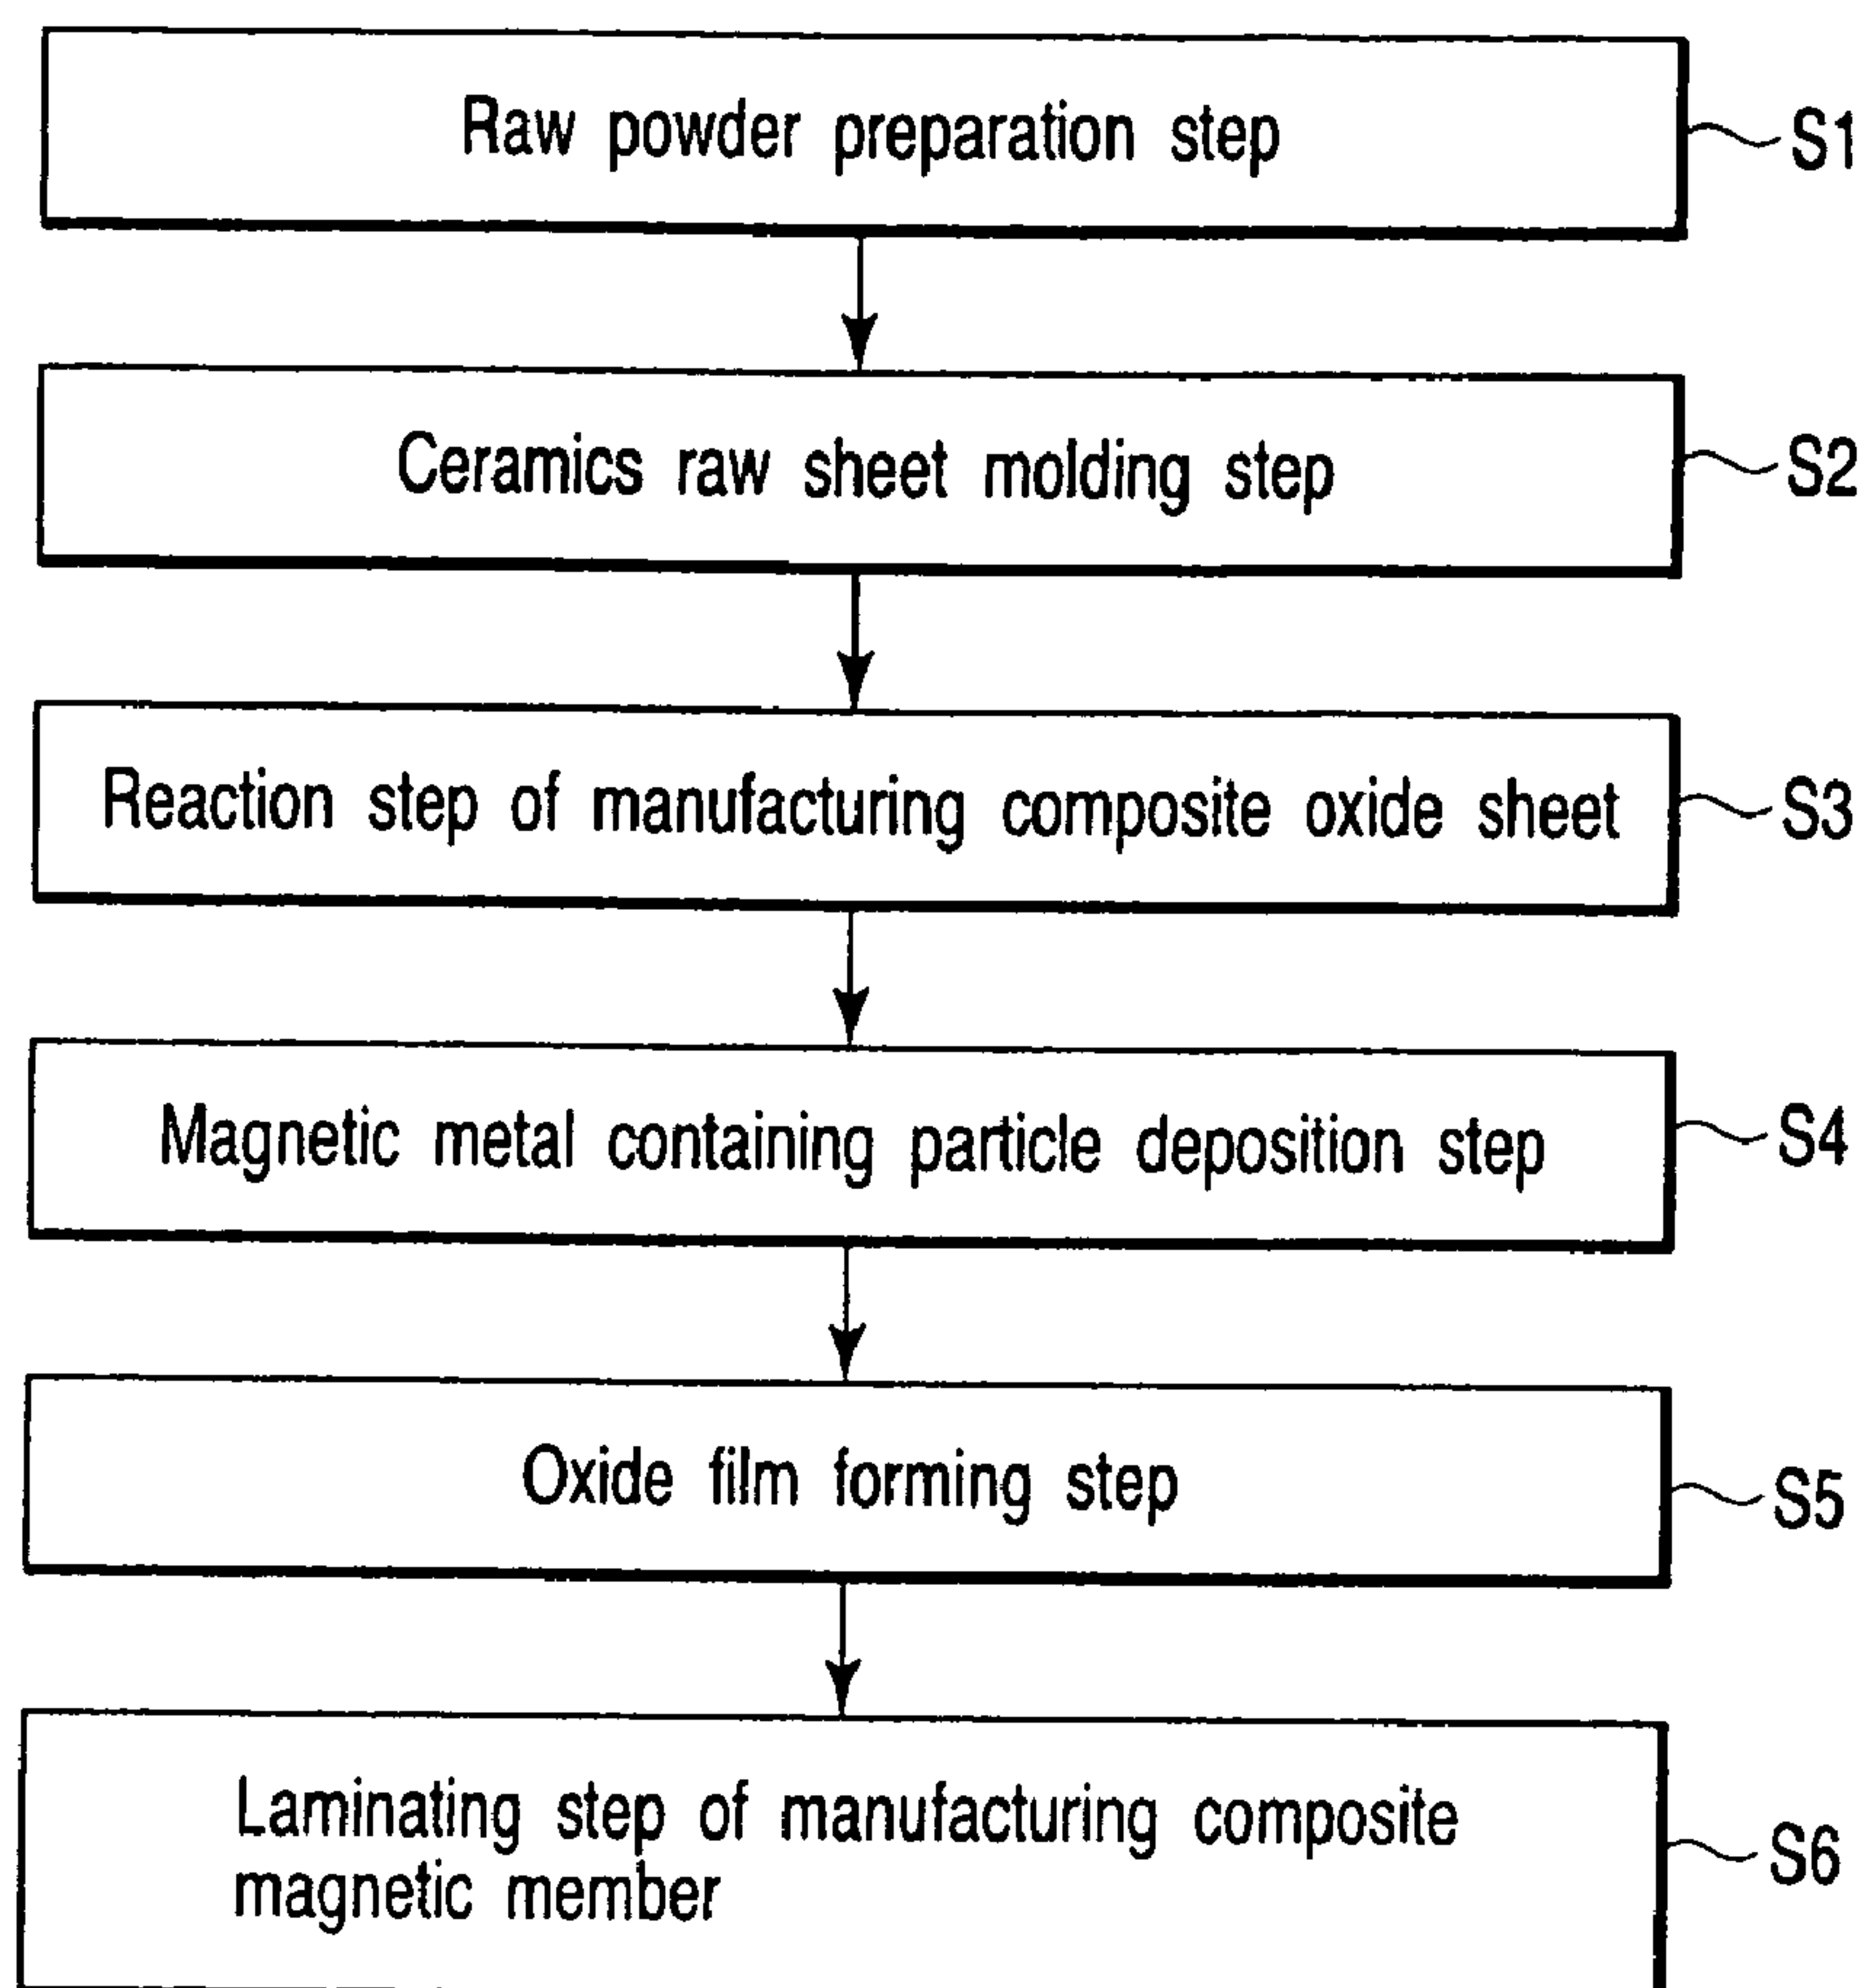 Raw powder preparation step
S1
Ceramics raw sheet molding step
S2
Reaction step of manufacturing composite oxide sheet
S3
Magnetic metal containing particle deposition step
S4
Oxide film forming step
S5
Laminating step of manufacturing composite
magnetic member
S6